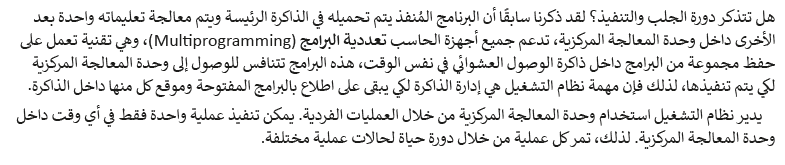 هل تتذكر دورة الجلب والتنفيذ؟ لقد ذكرنا سابقًا أن البرنامج المُنفذ يتم تحميله في الذاكرة الرئيسة ويتم معالجة تعليماته واحدة بعد
الأخرى داخل وحدة المعالجة المركزية، تدعم جميع أجهزة الحاسب تعددية البرامج (Multiprogramming)، وهي تقنية تعمل على
حفظ مجموعة من البرامج داخل ذاكرة الوصول العشوائي في نفس الوقت، هذه البرامج تتنافس للوصول إلى وحدة المعالجة المركزية
لكي يتم تنفيذها، لذلك فإن مهمة نظام التشغيل هي إدارة الذاكرة لكي يبقى على اطلاع بالبرامج المفتوحة وموقع كل منها داخل الذاكرة.
يدير نظام التشغيل استخدام وحدة المعالجة المركزية من خلال العمليات الفردية. يمكن تنفيذ عملية واحدة فقط في أي وقت داخل
وحدة المعالجة المركزية. لذلك، تمر كل عملية من خلال دورة حياة لحالات عملية مختلفة.